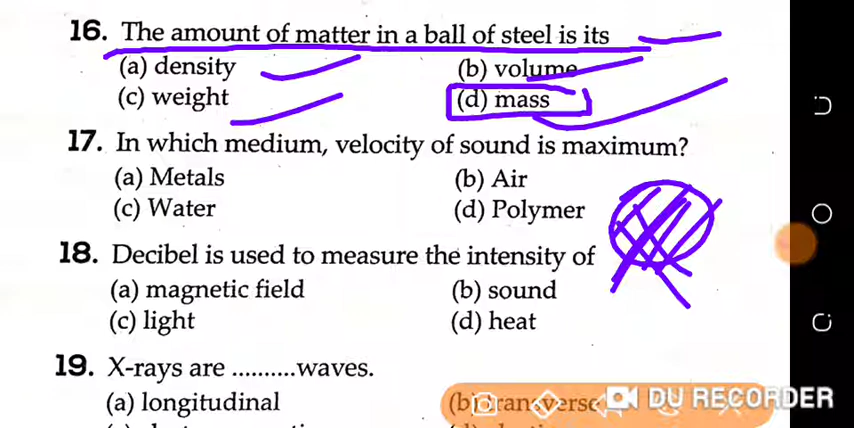 16. The amount of matter in a ball of steel is its
(a) density (b) volume
(c) weight (d) mass
17. In which medium, velocity of sound is maximum?
(a) Metals (b) Air
(c) Water (d) Polymer
18. Decibel is used to measure the intensity of
(a) magnetic field (b) sound
(c) light (d) heat
19. X-rays are ..........waves.
(a) longitudinal (b) transverse
DU RECORDER